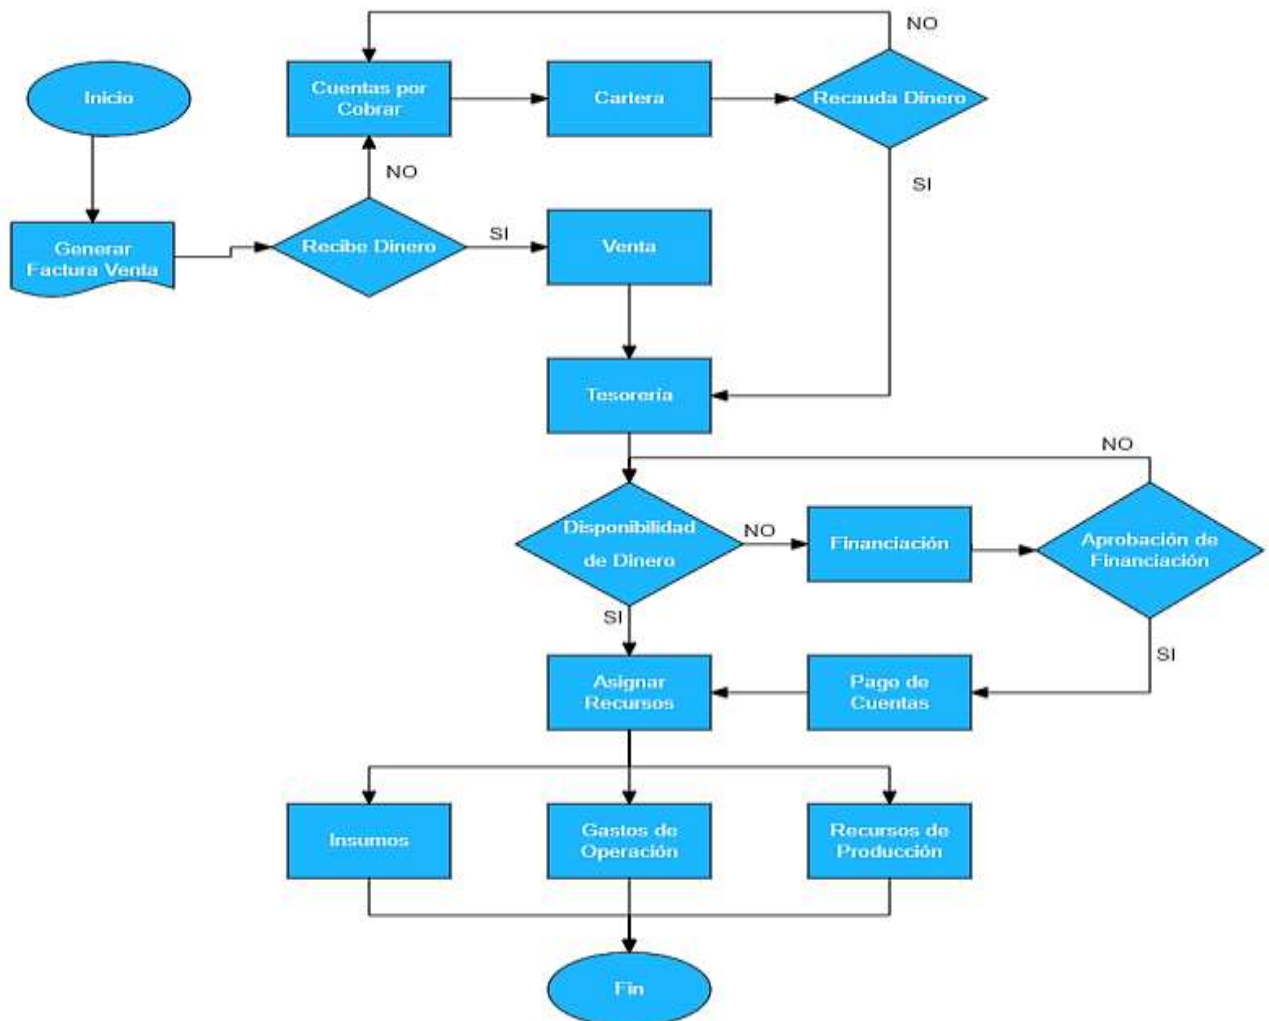 NO
Inicio
Cuentas por
Cobrar
Cartera
Recauda Dinero
NO
SI
Generar
Factura Venta
Recibe Dinero
SI
Venta
Tesorería
NO
Disponibilidad
de Dinero
NO
Financiación
Aprobación de
Financiación
SI
SI
Asignar
Recursos
Pago de
Cuentas
Insumos
Gastos de
Operación
Recursos de
Producción
Fin